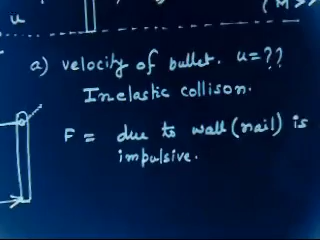 u
(M >>
a) velocity of bullet. u = ??
Inelastic collison.
F = due to wall (nail) is
impulsive.